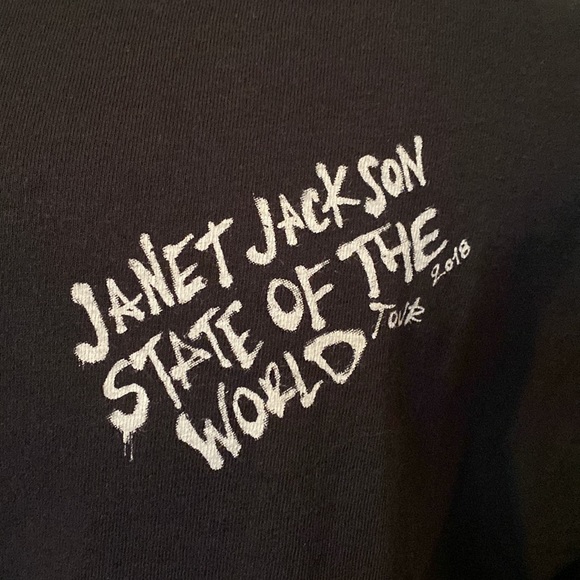 JANET JACKSON
STATE OF THE
WORLD TOUR 2018